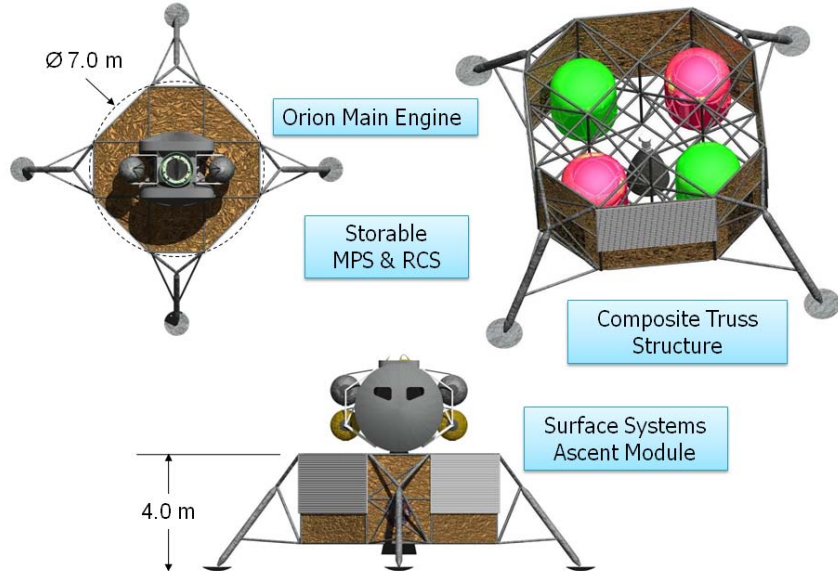 Ø 7.0 m
Orion Main Engine
Storable
MPS & RCS
Composite Truss
Structure
Surface Systems
Ascent Module
4.0 m